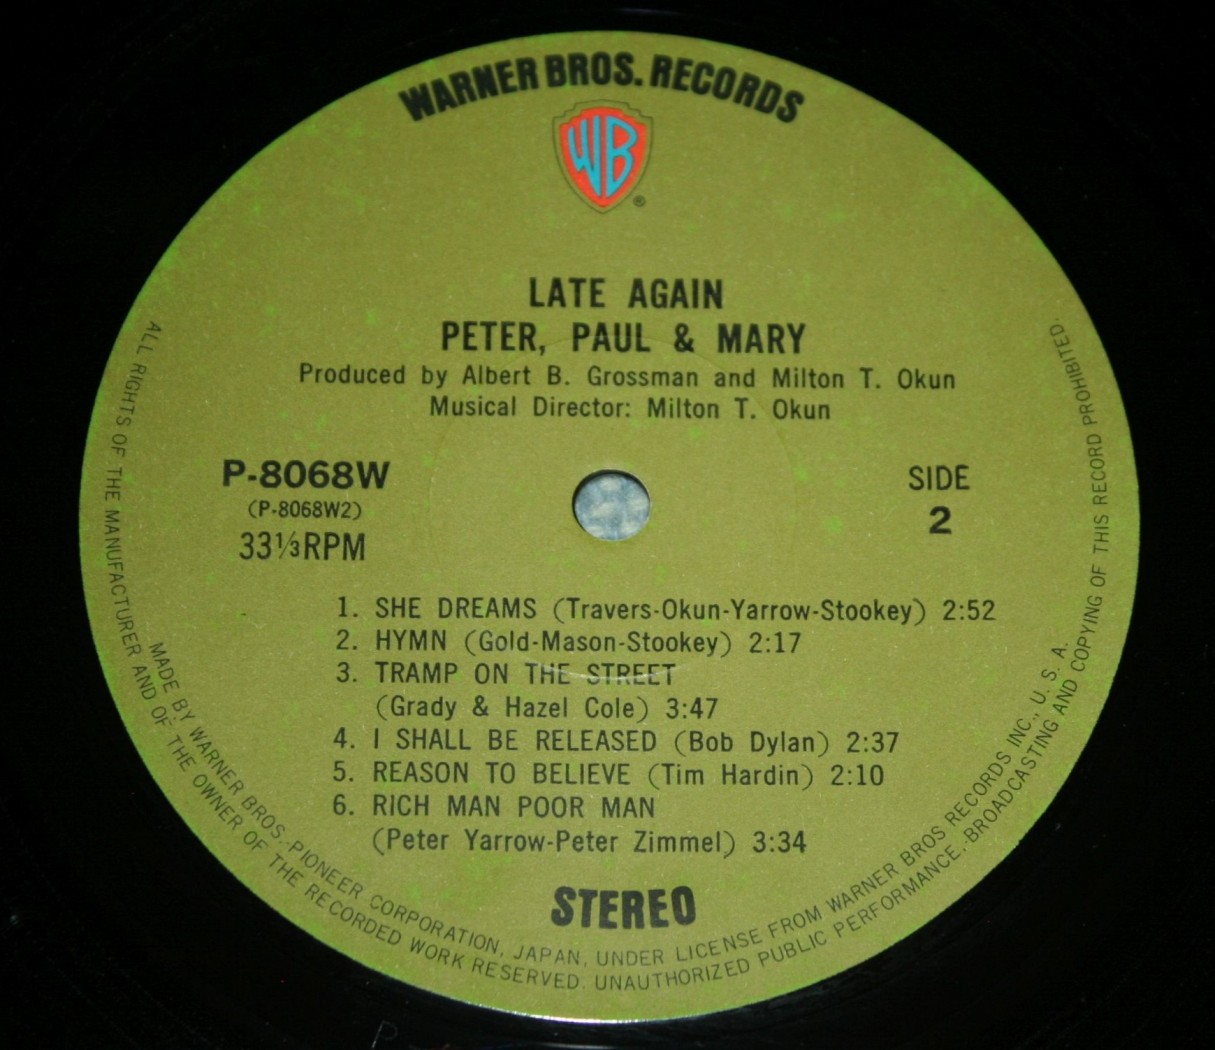 WARNER BROS. RECORDS
WB
®
LATE AGAIN
PETER, PAUL & MARY
Produced by Albert B. Grossman and Milton T. Okun
Musical Director: Milton T. Okun
P-8068W
(P-8068W2)
33⅓RPM
SIDE
2
1. SHE DREAMS (Travers-Okun-Yarrow-Stookey) 2:52
2. HYMN (Gold-Mason-Stookey) 2:17
3. TRAMP ON THE STREET
(Grady & Hazel Cole) 3:47
4. I SHALL BE RELEASED (Bob Dylan) 2:37
5. REASON TO BELIEVE (Tim Hardin) 2:10
6. RICH MAN POOR MAN
(Peter Yarrow-Peter Zimmel) 3:34
STEREO
MADE BY WARNER BROS.-PIONEER CORPORATION, JAPAN, UNDER LICENSE FROM WARNER BROS RECORDS INC., U. S. A.
ALL RIGHTS OF THE MANUFACTURER AND OF THE OWNER OF THE RECORDED WORK RESERVED. UNAUTHORIZED PUBLIC PERFORMANCE. BROADCASTING AND COPYING OF THIS RECORD PROHIBITED.
P